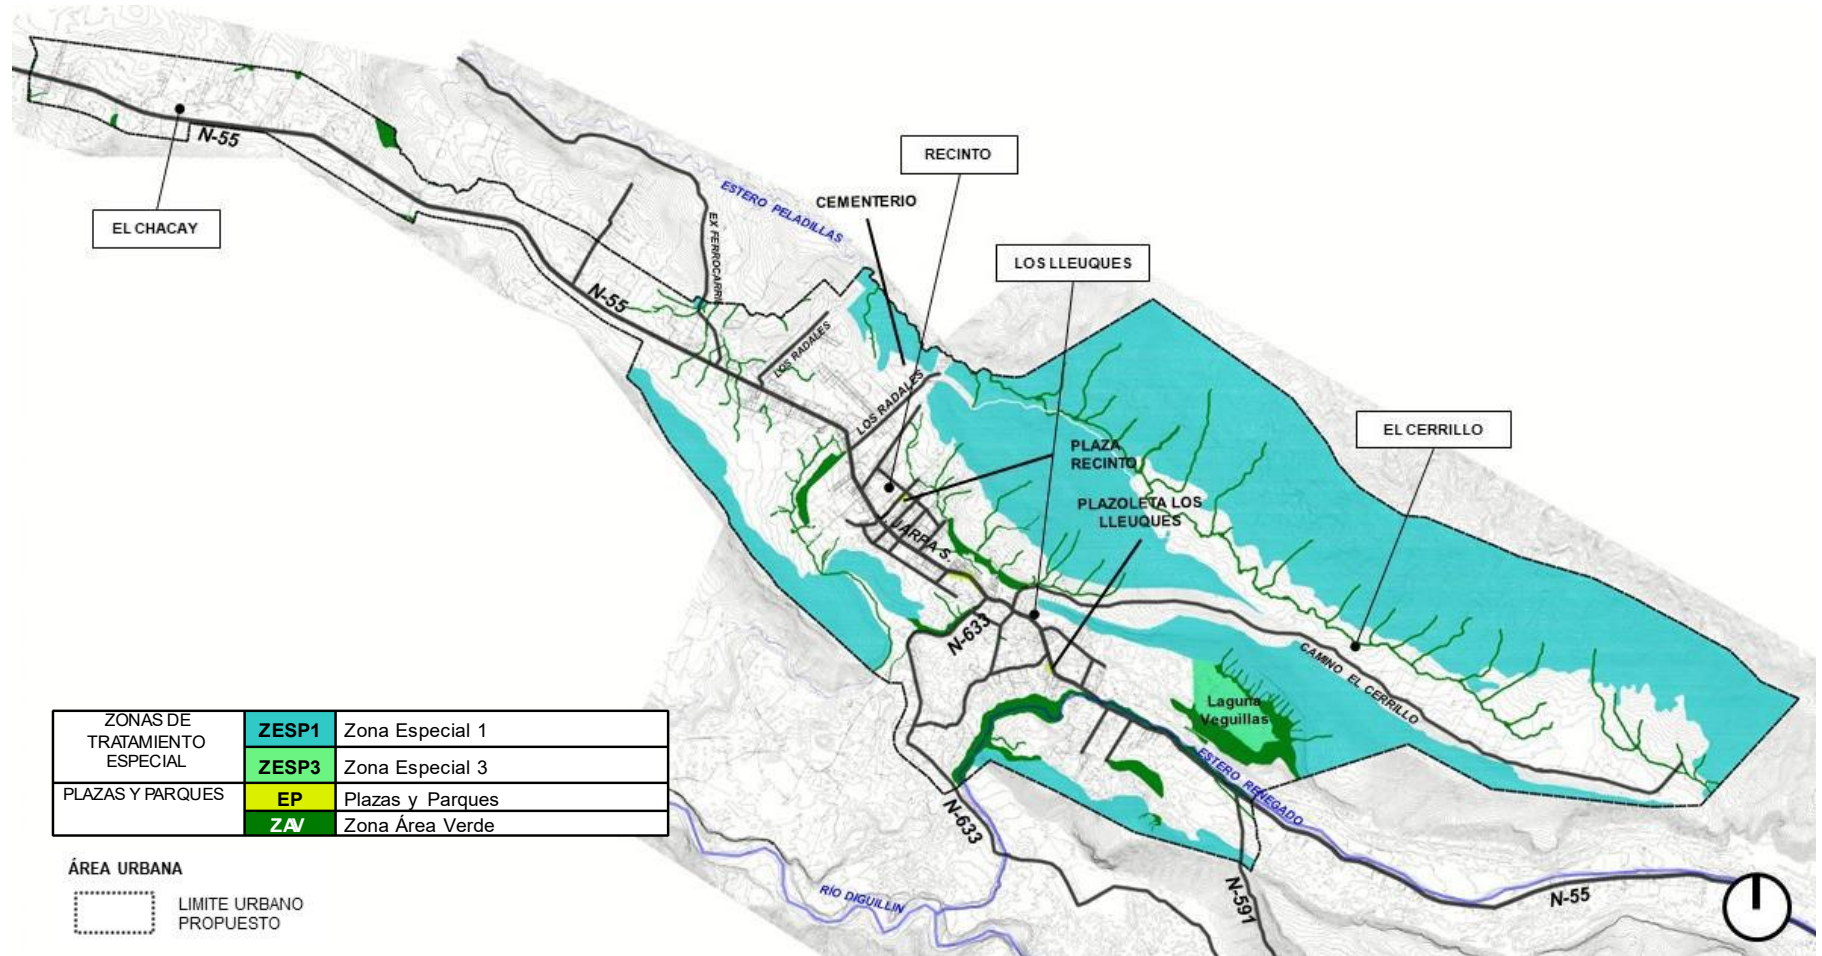 RECINTO
CEMENTERIO
ESTERO PELADILLAS
EL CHACAY
N-55
EX FERROCARRIL
LOS LLEUQUES
N-55
LOS RADALES
LOS RADALES
EL CERRILLO
PLAZA
RECINTO
PLAZOLETA LOS
LLEUQUES
JARPA S.
N-633
CAMINO EL CERRILLO
Laguna
Veguillas
ESTERO RENEGADO
N-633
N-591
N-55
RÍO DIGUILLIN
ZONAS DE
TRATAMIENTO
ESPECIAL
ZESP1 Zona Especial 1
ZESP3 Zona Especial 3
PLAZAS Y PARQUES
EP Plazas y Parques
ZAV Zona Área Verde
ÁREA URBANA
LIMITE URBANO
PROPUESTO